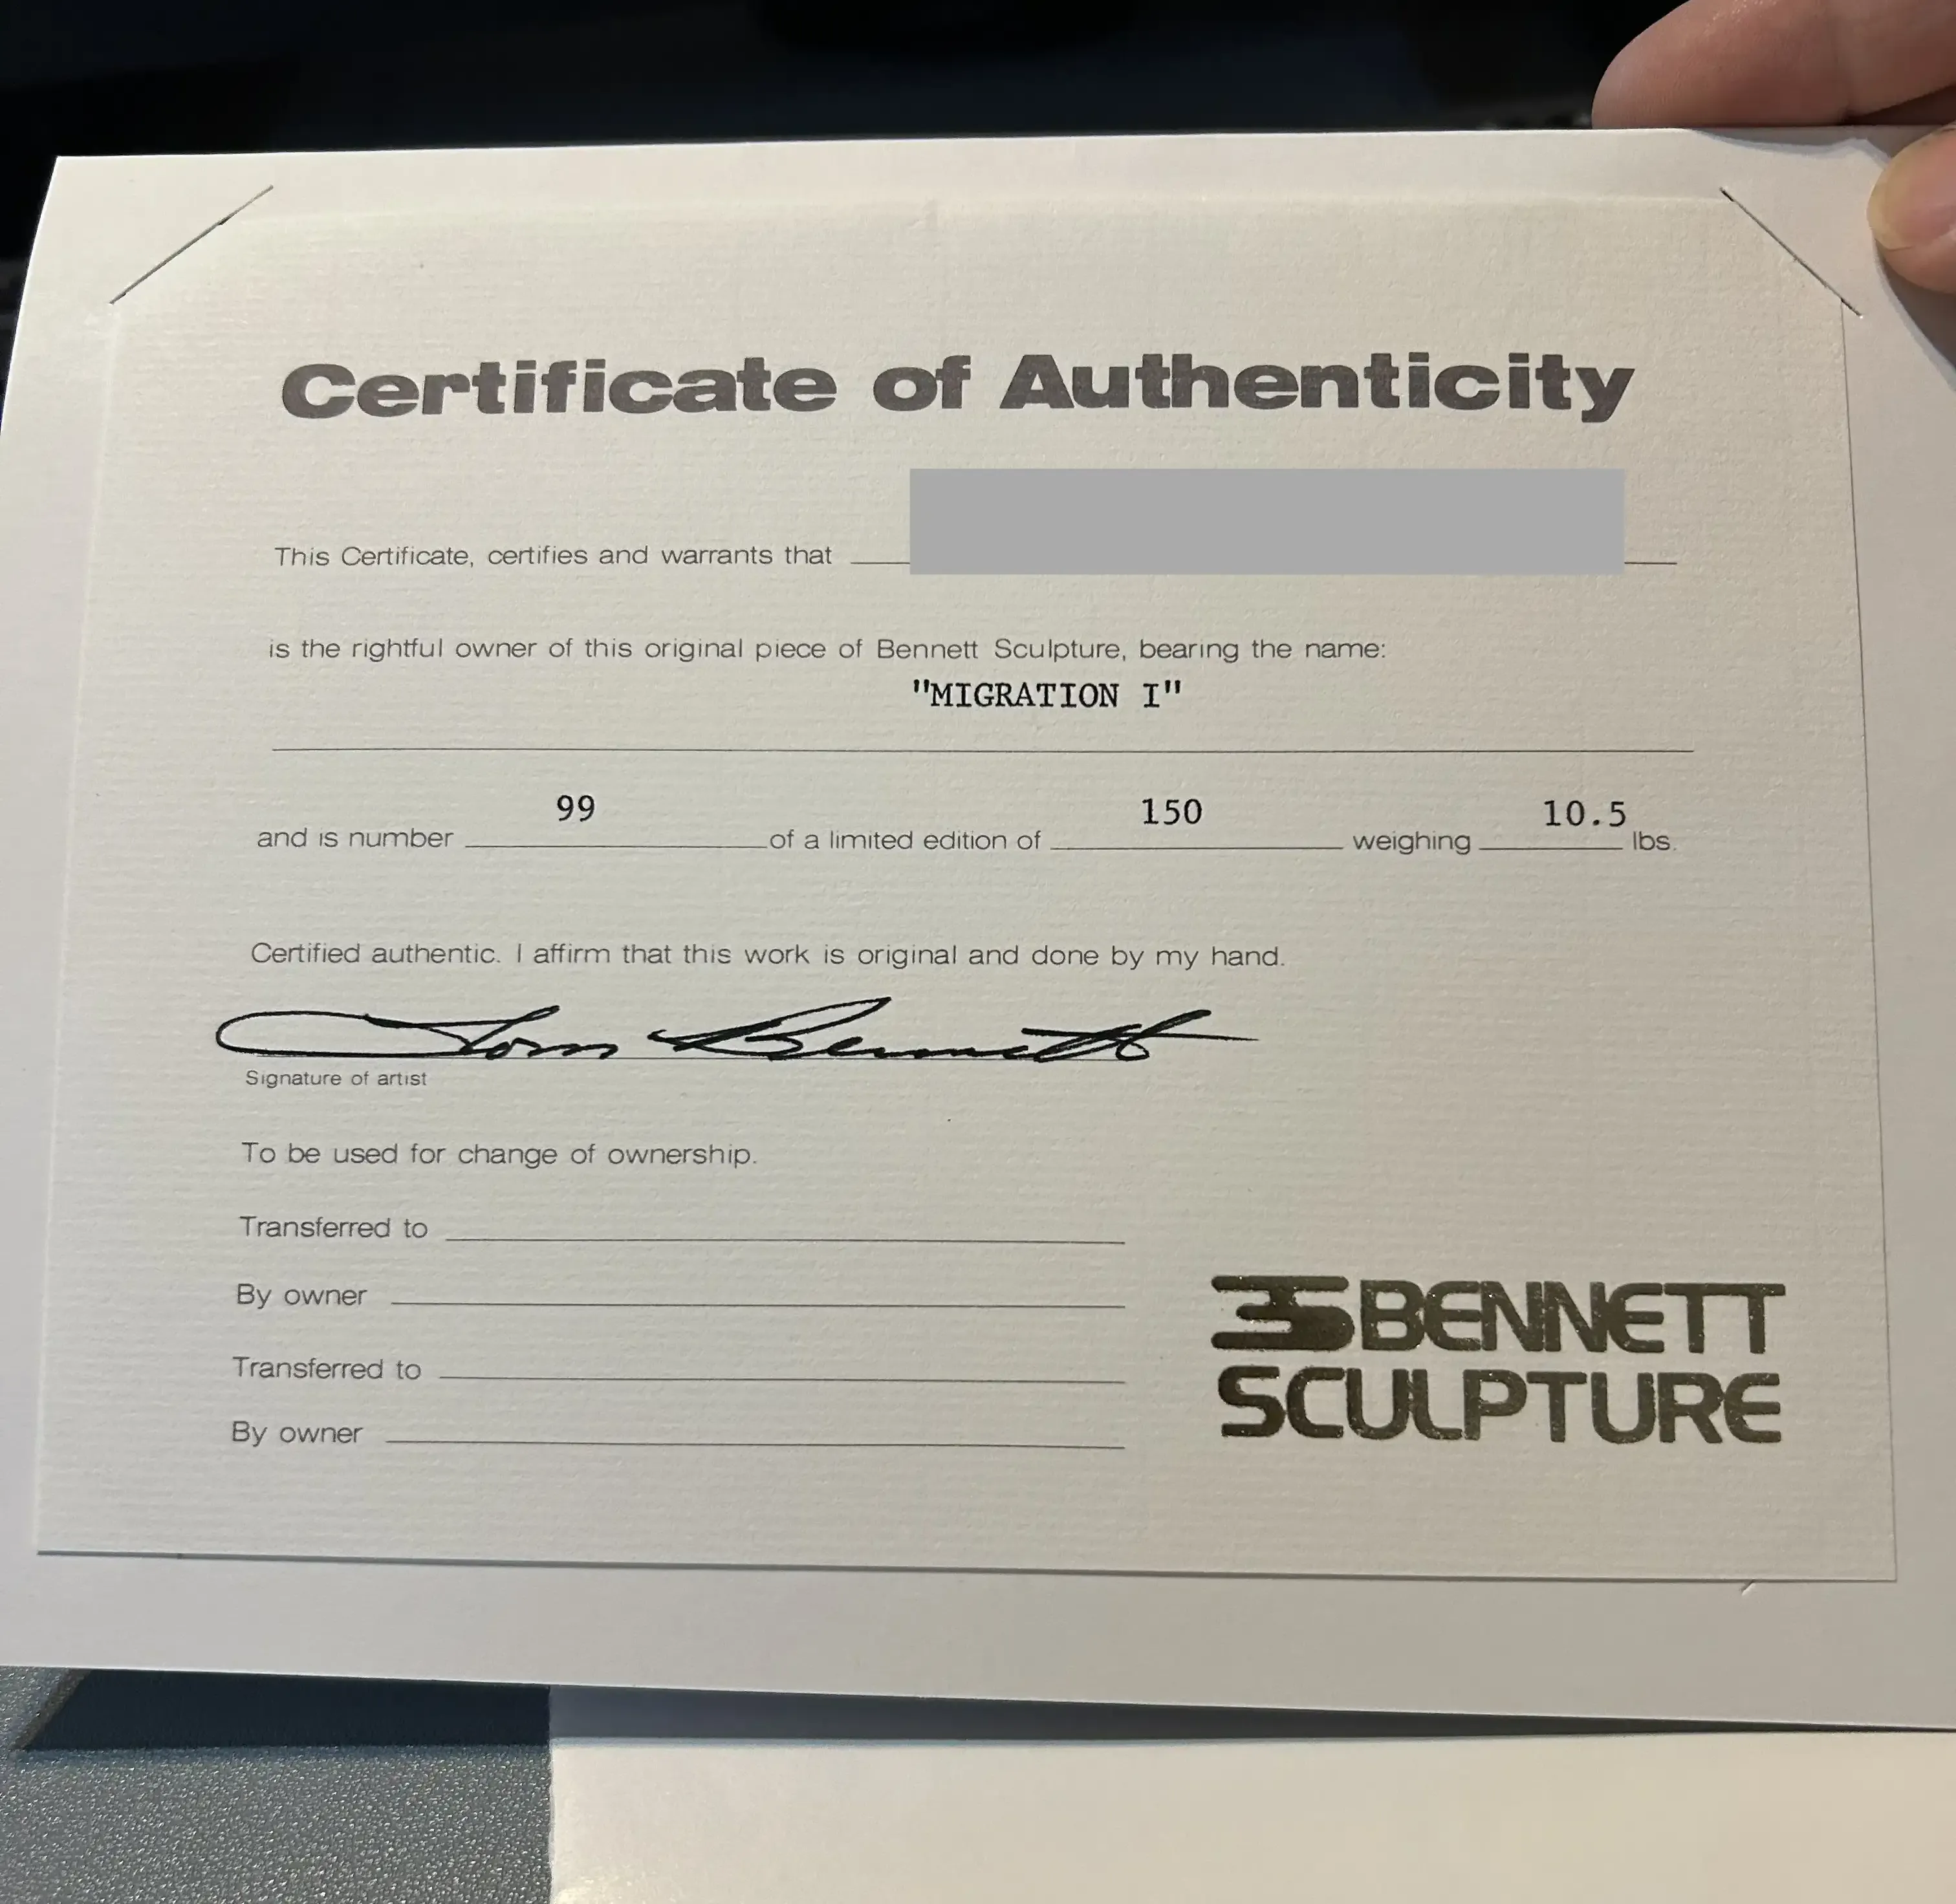 Certificate of Authenticity
This Certificate, certifies and warrants that
is the rightful owner of this original piece of Bennett Sculpture, bearing the name:
"MIGRATION I"
and is number 99 of a limited edition of 150 weighing 10.5 lbs.
Certified authentic. I affirm that this work is original and done by my hand.
Tom Bennett
Signature of artist
To be used for change of ownership.
Transferred to
By owner
Transferred to
By owner
BENNETT
SCULPTURE